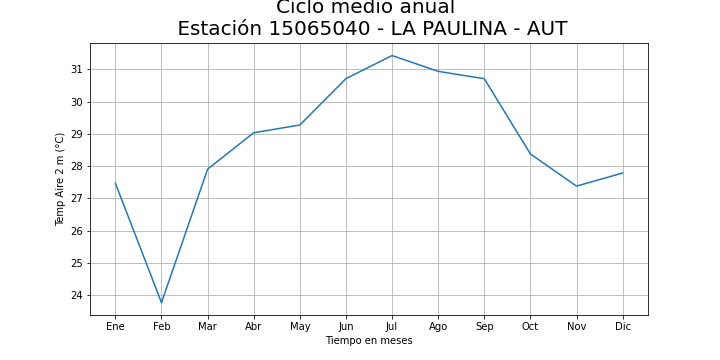 Ciclo medio anual
Estación 15065040 - LA PAULINA - AUT
31
30
29
28
27
26
25
24
Temp Aire 2 m (°C)
Ene Feb Mar Abr May Jun Jul Ago Sep Oct Nov Dic
Tiempo en meses